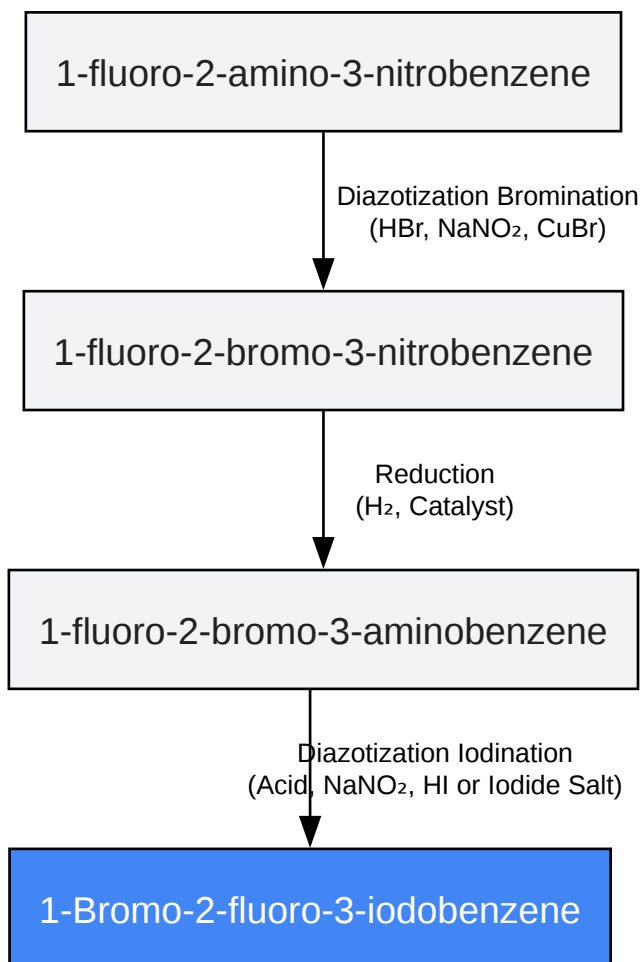 1-fluoro-2-amino-3-nitrobenzene
Diazotization Bromination
(HBr, NaNO₂, CuBr)
1-fluoro-2-bromo-3-nitrobenzene
Reduction
(H₂, Catalyst)
1-fluoro-2-bromo-3-aminobenzene
Diazotization Iodination
(Acid, NaNO₂, HI or Iodide Salt)
1-Bromo-2-fluoro-3-iodobenzene